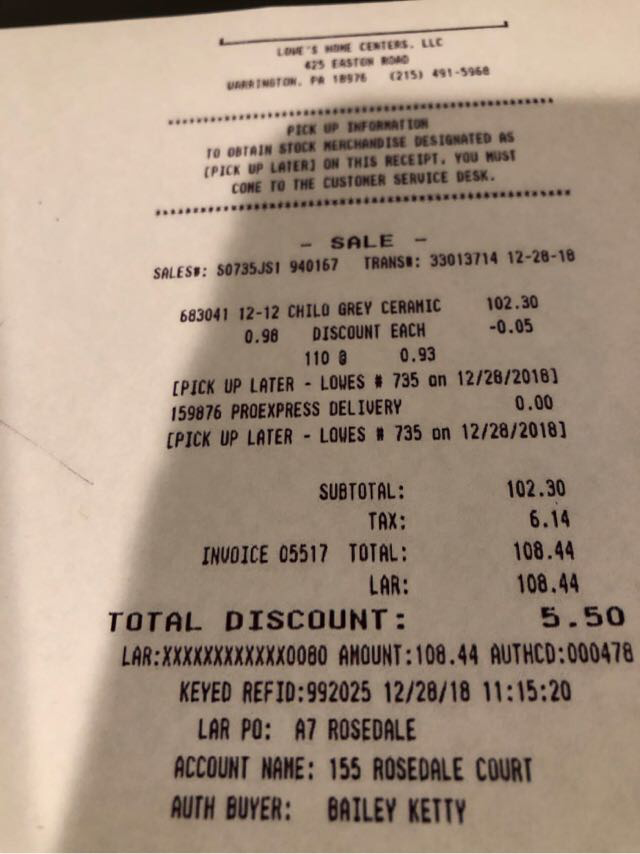 LOWE'S HOME CENTERS, LLC
425 EASTON ROAD
WARRINGTON, PA 18976 (215) 491-5968
****************************************
PICK UP INFORMATION
TO OBTAIN STOCK MERCHANDISE DESIGNATED AS
[PICK UP LATER] ON THIS RECEIPT, YOU MUST
COME TO THE CUSTOMER SERVICE DESK.
****************************************
- SALE -
SALES#: S0735JS1 940167 TRANS#: 33013714 12-28-18
683041 12-12 CHILO GREY CERAMIC 102.30
0.98 DISCOUNT EACH -0.05
110 @ 0.93
[PICK UP LATER - LOWES # 735 on 12/28/2018]
159876 PROEXPRESS DELIVERY 0.00
[PICK UP LATER - LOWES # 735 on 12/28/2018]
SUBTOTAL: 102.30
TAX: 6.14
INVOICE 05517 TOTAL: 108.44
LAR: 108.44
TOTAL DISCOUNT: 5.50
LAR:XXXXXXXXXXXX0080 AMOUNT:108.44 AUTHCD:000478
KEYED REFID:992025 12/28/18 11:15:20
LAR PO: A7 ROSEDALE
ACCOUNT NAME: 155 ROSEDALE COURT
AUTH BUYER: BAILEY KETTY